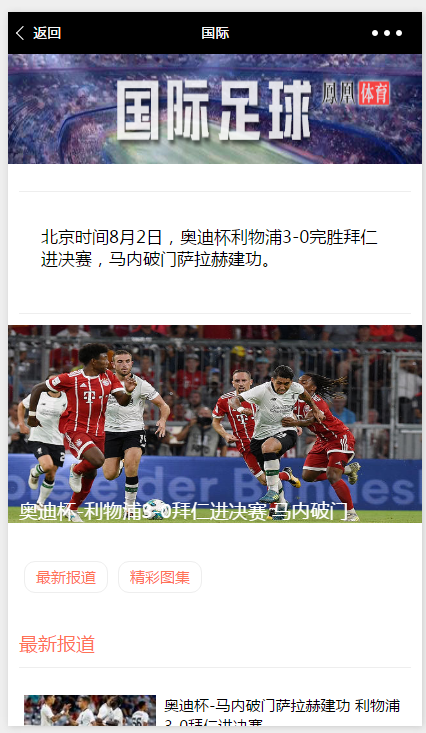 返回
国际
国际足球
凤凰体育
北京时间8月2日，奥迪杯利物浦3-0完胜拜仁
进决赛，马内破门萨拉赫建功。
奥迪杯-利物浦3-0拜仁进决赛 马内破门
最新报道
精彩图集
最新报道
奥迪杯-马内破门萨拉赫建功 利物浦
3-0拜仁进决赛